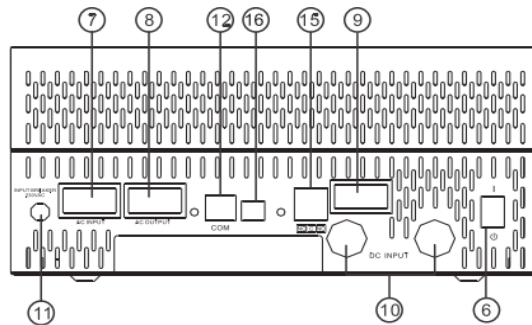 7 8 12 16 15 9
INPUT BREAKER
250VAC
AC INPUT
AC OUTPUT
COM
DC INPUT
I
11 10 6